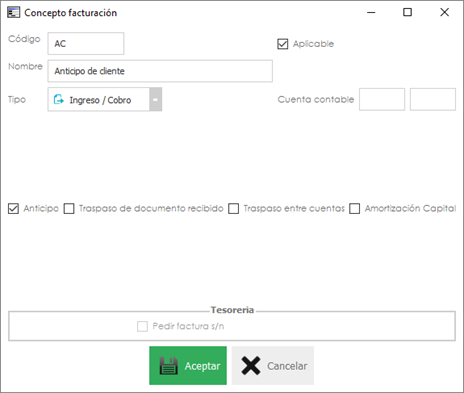 Concepto facturación
Código AC Aplicable
Nombre Anticipo de cliente
Tipo Ingreso / Cobro Cuenta contable
Anticipo Traspaso de documento recibido Traspaso entre cuentas Amortización Capital
Tesoreria
Pedir factura s/n
Aceptar Cancelar